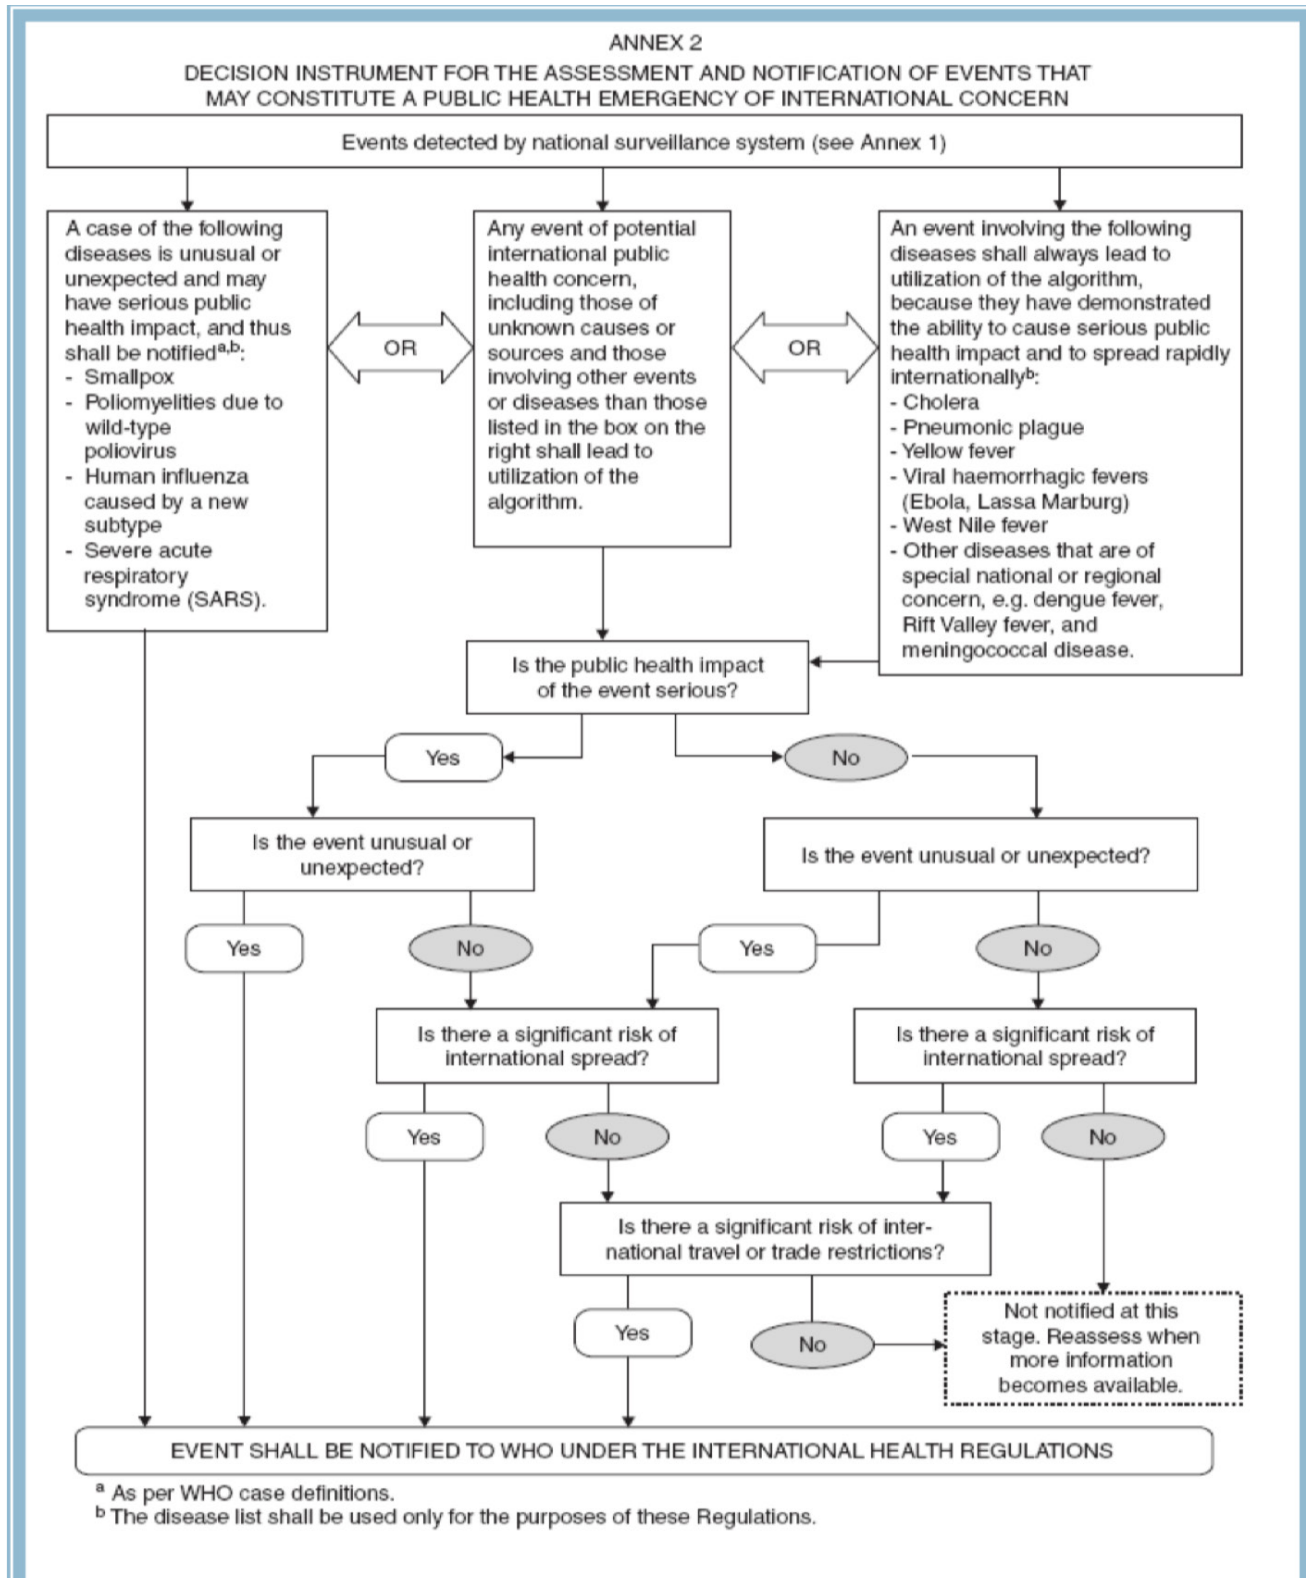 ANNEX 2
DECISION INSTRUMENT FOR THE ASSESSMENT AND NOTIFICATION OF EVENTS THAT
MAY CONSTITUTE A PUBLIC HEALTH EMERGENCY OF INTERNATIONAL CONCERN
Events detected by national surveillance system (see Annex 1)
A case of the following
diseases is unusual or
unexpected and may
have serious public
health impact, and thus
shall be notifiedᵃ,ᵇ:
- Smallpox
- Poliomyelities due to
wild-type
poliovirus
- Human influenza
caused by a new
subtype
- Severe acute
respiratory
syndrome (SARS).
OR
Any event of potential
international public
health concern,
including those of
unknown causes or
sources and those
involving other events
or diseases than those
listed in the box on the
right shall lead to
utilization of the
algorithm.
OR
An event involving the following
diseases shall always lead to
utilization of the algorithm,
because they have demonstrated
the ability to cause serious public
health impact and to spread rapidly
internationallyᵇ:
- Cholera
- Pneumonic plague
- Yellow fever
- Viral haemorrhagic fevers
(Ebola, Lassa Marburg)
- West Nile fever
- Other diseases that are of
special national or regional
concern, e.g. dengue fever,
Rift Valley fever, and
meningococcal disease.
Is the public health impact
of the event serious?
Yes
No
Is the event unusual or
unexpected?
Is the event unusual or unexpected?
Yes
No
Yes
No
Is there a significant risk of
international spread?
Is there a significant risk of
international spread?
Yes
No
Yes
No
Is there a significant risk of inter-
national travel or trade restrictions?
Yes
No
Not notified at this
stage. Reassess when
more information
becomes available.
EVENT SHALL BE NOTIFIED TO WHO UNDER THE INTERNATIONAL HEALTH REGULATIONS
ᵃ As per WHO case definitions.
ᵇ The disease list shall be used only for the purposes of these Regulations.